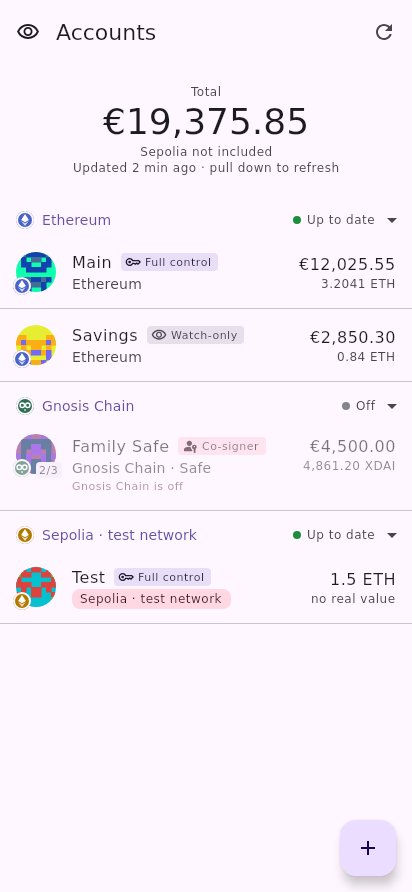 Accounts
Total
€19,375.85
Sepolia not included
Updated 2 min ago · pull down to refresh
Ethereum Up to date
Main Full control €12,025.55
Ethereum 3.2041 ETH
Savings Watch-only €2,850.30
Ethereum 0.84 ETH
Gnosis Chain Off
Family Safe Co-signer €4,500.00
2/3 Gnosis Chain · Safe 4,861.20 XDAI
Gnosis Chain is off
Sepolia · test network Up to date
Test Full control 1.5 ETH
Sepolia · test network no real value